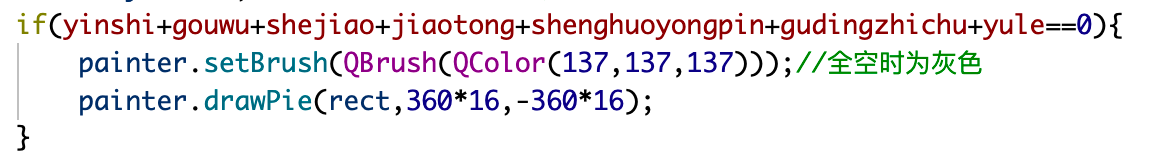 if(yinshi+gouwu+shejiao+jiaotong+shenghuoyongpin+gudingzhichu+yule==0){
    painter.setBrush(QBrush(QColor(137,137,137)));//全空时为灰色
    painter.drawPie(rect,360*16,-360*16);
}